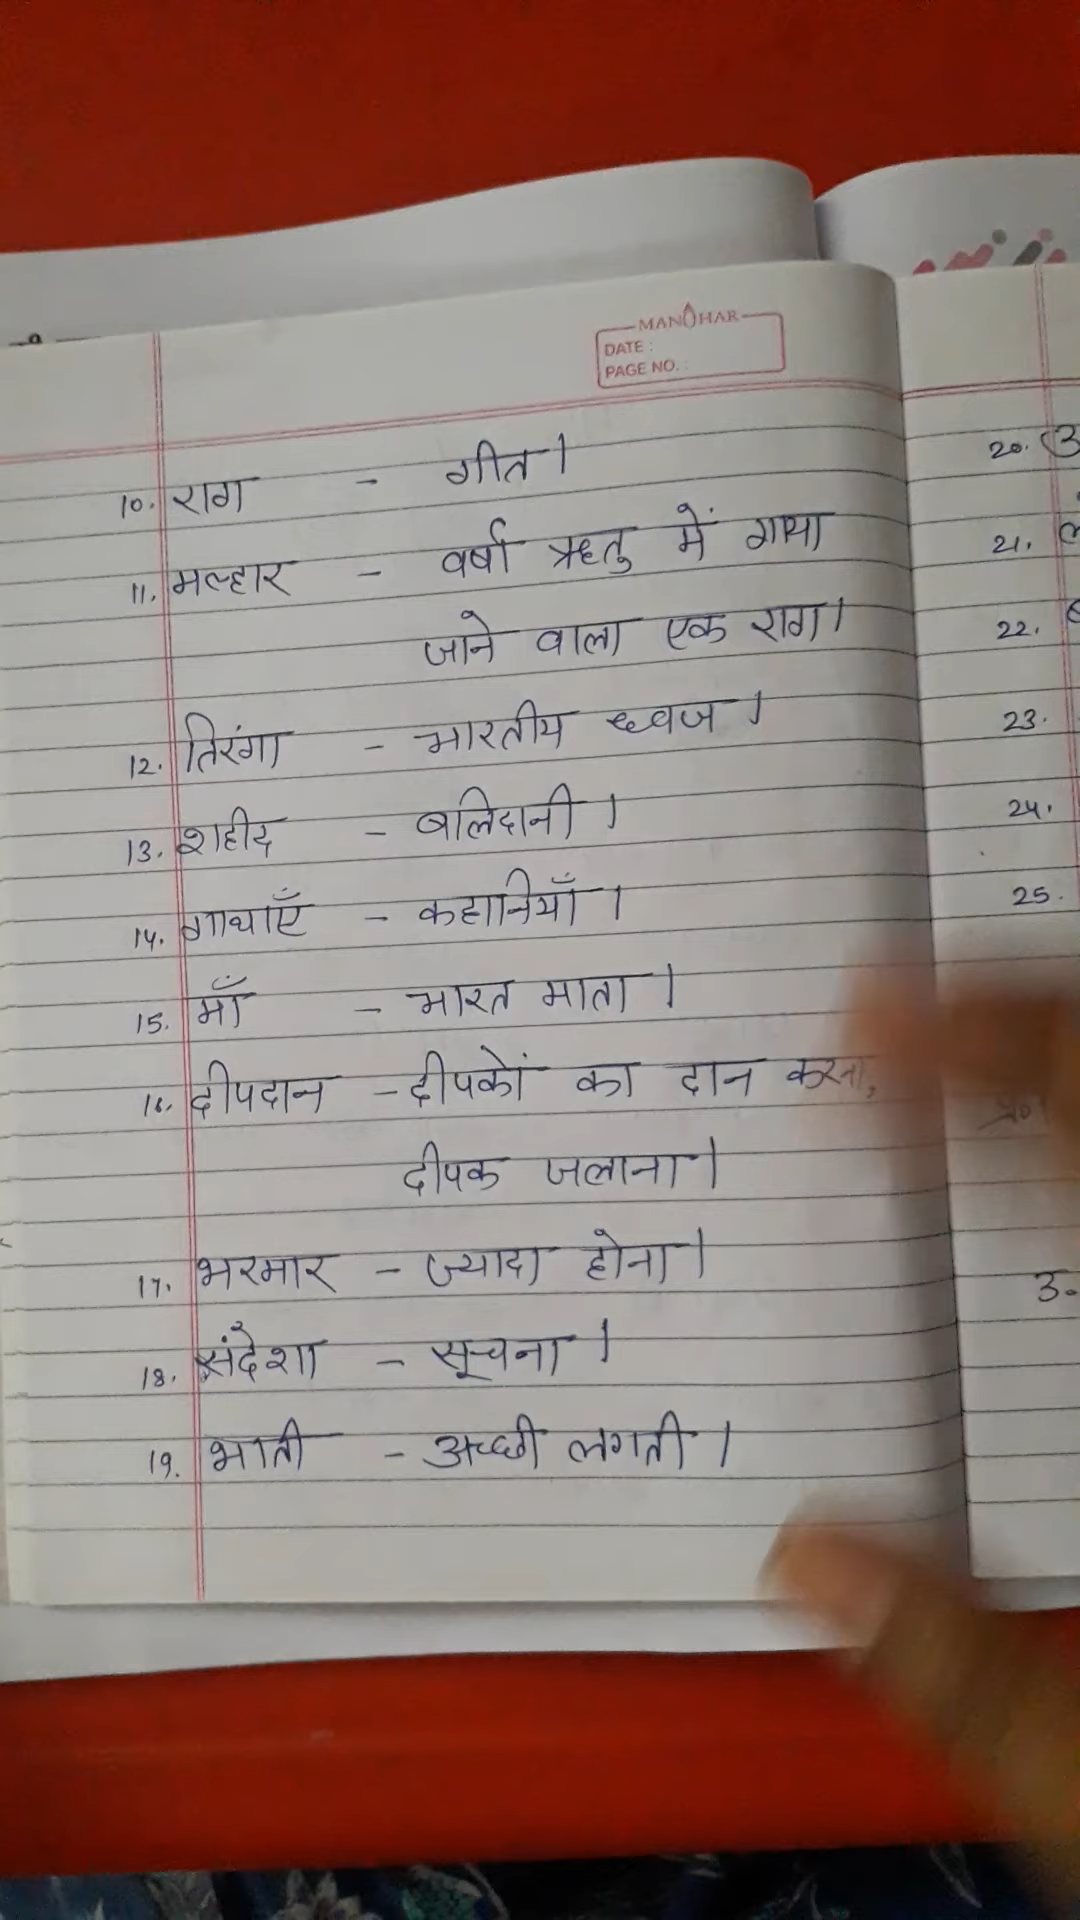 MANOHAR
DATE :
PAGE NO. :
10. राग - गीत।
11. मल्हार - वर्षा ऋतु में गाया
जाने वाला एक राग।
12. तिरंगा - भारतीय ध्वज।
13. शहीद - बलिदानी।
14. गाथाएँ - कहानियाँ।
15. माँ - भारत माता।
16. दीपदान - दीपकों का दान करना,
दीपक जलाना।
17. भरमार - ज्यादा होना।
18. संदेशा - सूचना।
19. भाती - अच्छी लगती।
20.
21.
22.
23.
24.
25.